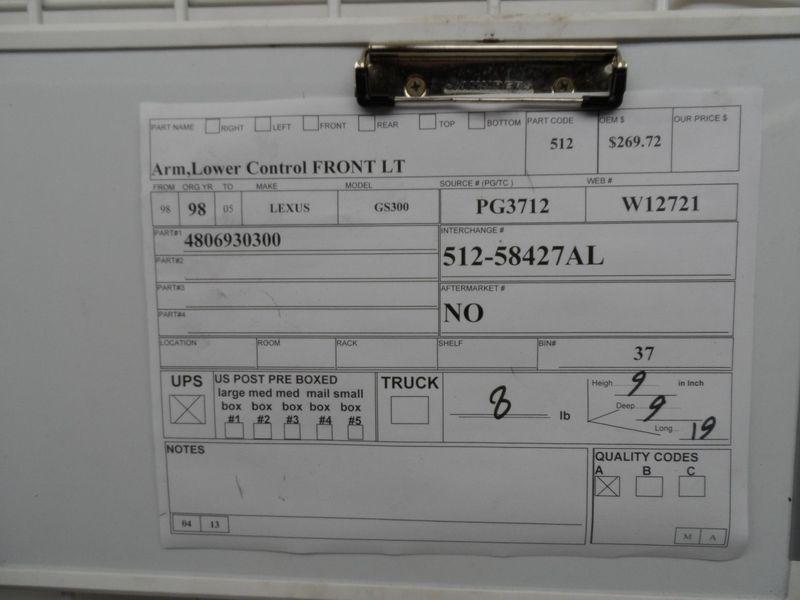 PART NAME RIGHT LEFT FRONT REAR TOP BOTTOM PART CODE OEM $ OUR PRICE $
512 $269.72
Arm,Lower Control FRONT LT
FROM ORG YR TO MAKE MODEL SOURCE # (PG/TC ) WEB #
98 98 05 LEXUS GS300 PG3712 W12721
PART#1 4806930300 INTERCHANGE #
512-58427AL
PART#2
PART#3 AFTERMARKET #
NO
PART#4
LOCATION ROOM RACK SHELF BIN#
37
UPS US POST PRE BOXED TRUCK
large med med mail small
box box box box box
#1 #2 #3 #4 #5
8 lb
Heigh 9 in Inch
Deep 9
Long 19
NOTES QUALITY CODES
A B C
04 13 M A